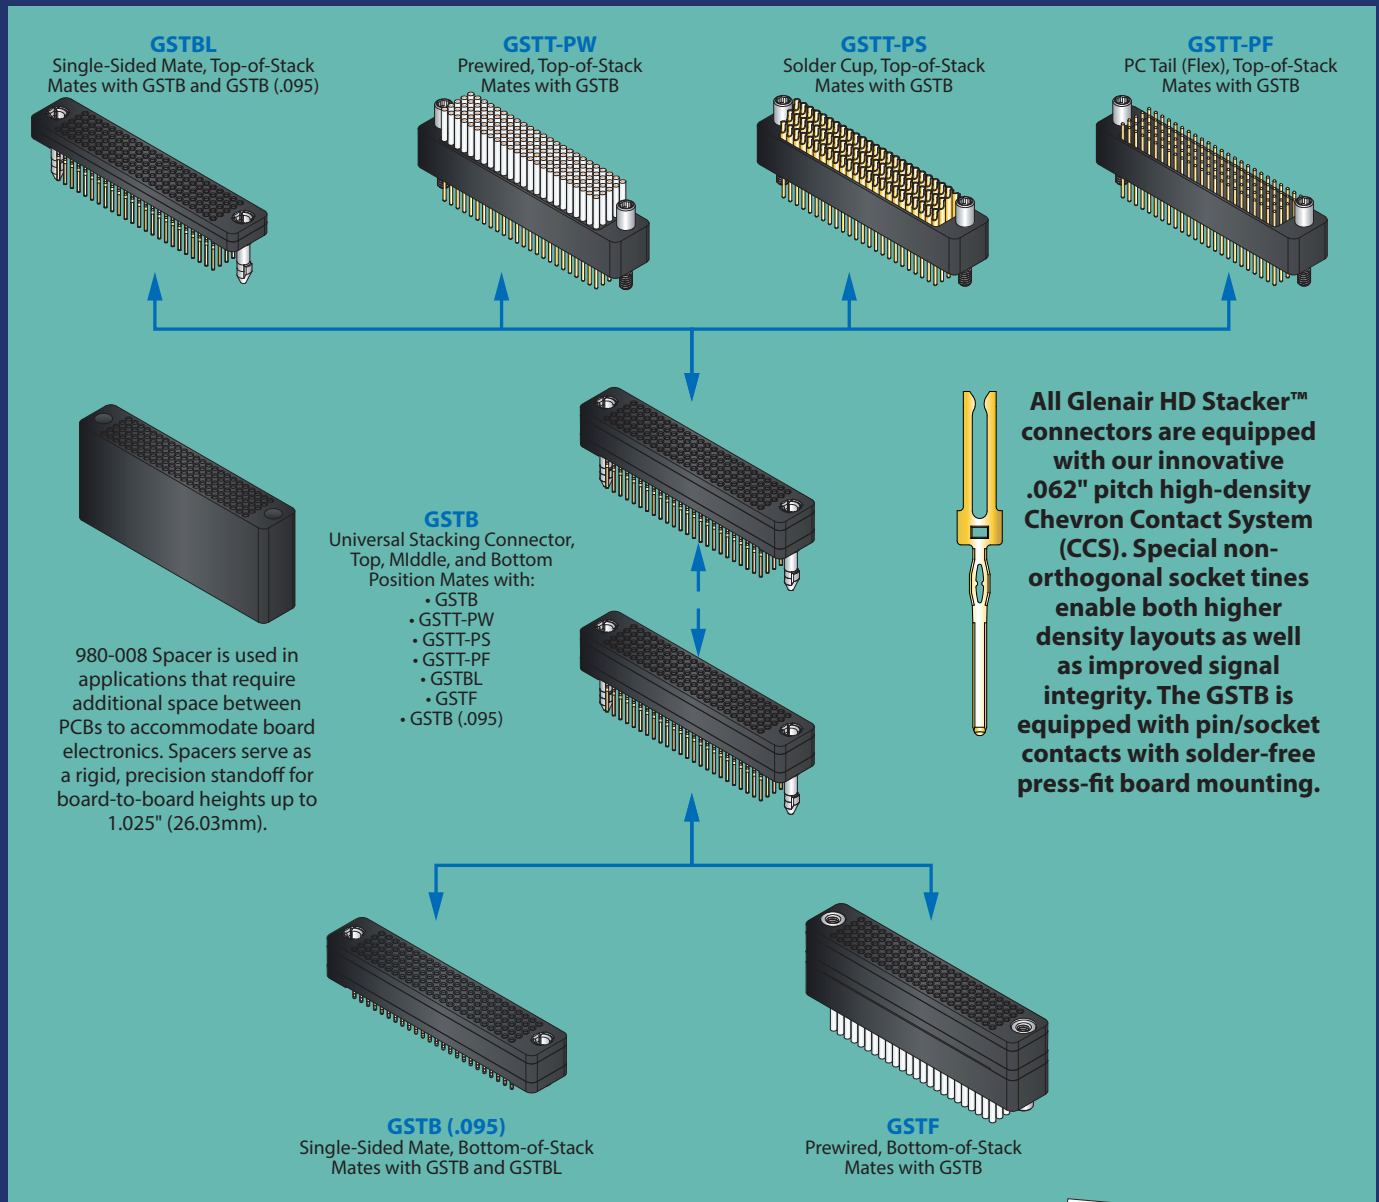 GSTBL
Single-Sided Mate, Top-of-Stack
Mates with GSTB and GSTB (.095)
GSTT-PW
Prewired, Top-of-Stack
Mates with GSTB
GSTT-PS
Solder Cup, Top-of-Stack
Mates with GSTB
GSTT-PF
PC Tail (Flex), Top-of-Stack
Mates with GSTB
980-008 Spacer is used in
applications that require
additional space between
PCBs to accommodate board
electronics. Spacers serve as
a rigid, precision standoff for
board-to-board heights up to
1.025" (26.03mm).
GSTB
Universal Stacking Connector,
Top, MIddle, and Bottom
Position Mates with:
• GSTB
• GSTT-PW
• GSTT-PS
• GSTT-PF
• GSTBL
• GSTF
• GSTB (.095)
All Glenair HD Stacker™
connectors are equipped
with our innovative
.062" pitch high-density
Chevron Contact System
(CCS). Special non-
orthogonal socket tines
enable both higher
density layouts as well
as improved signal
integrity. The GSTB is
equipped with pin/socket
contacts with solder-free
press-fit board mounting.
GSTB (.095)
Single-Sided Mate, Bottom-of-Stack
Mates with GSTB and GSTBL
GSTF
Prewired, Bottom-of-Stack
Mates with GSTB